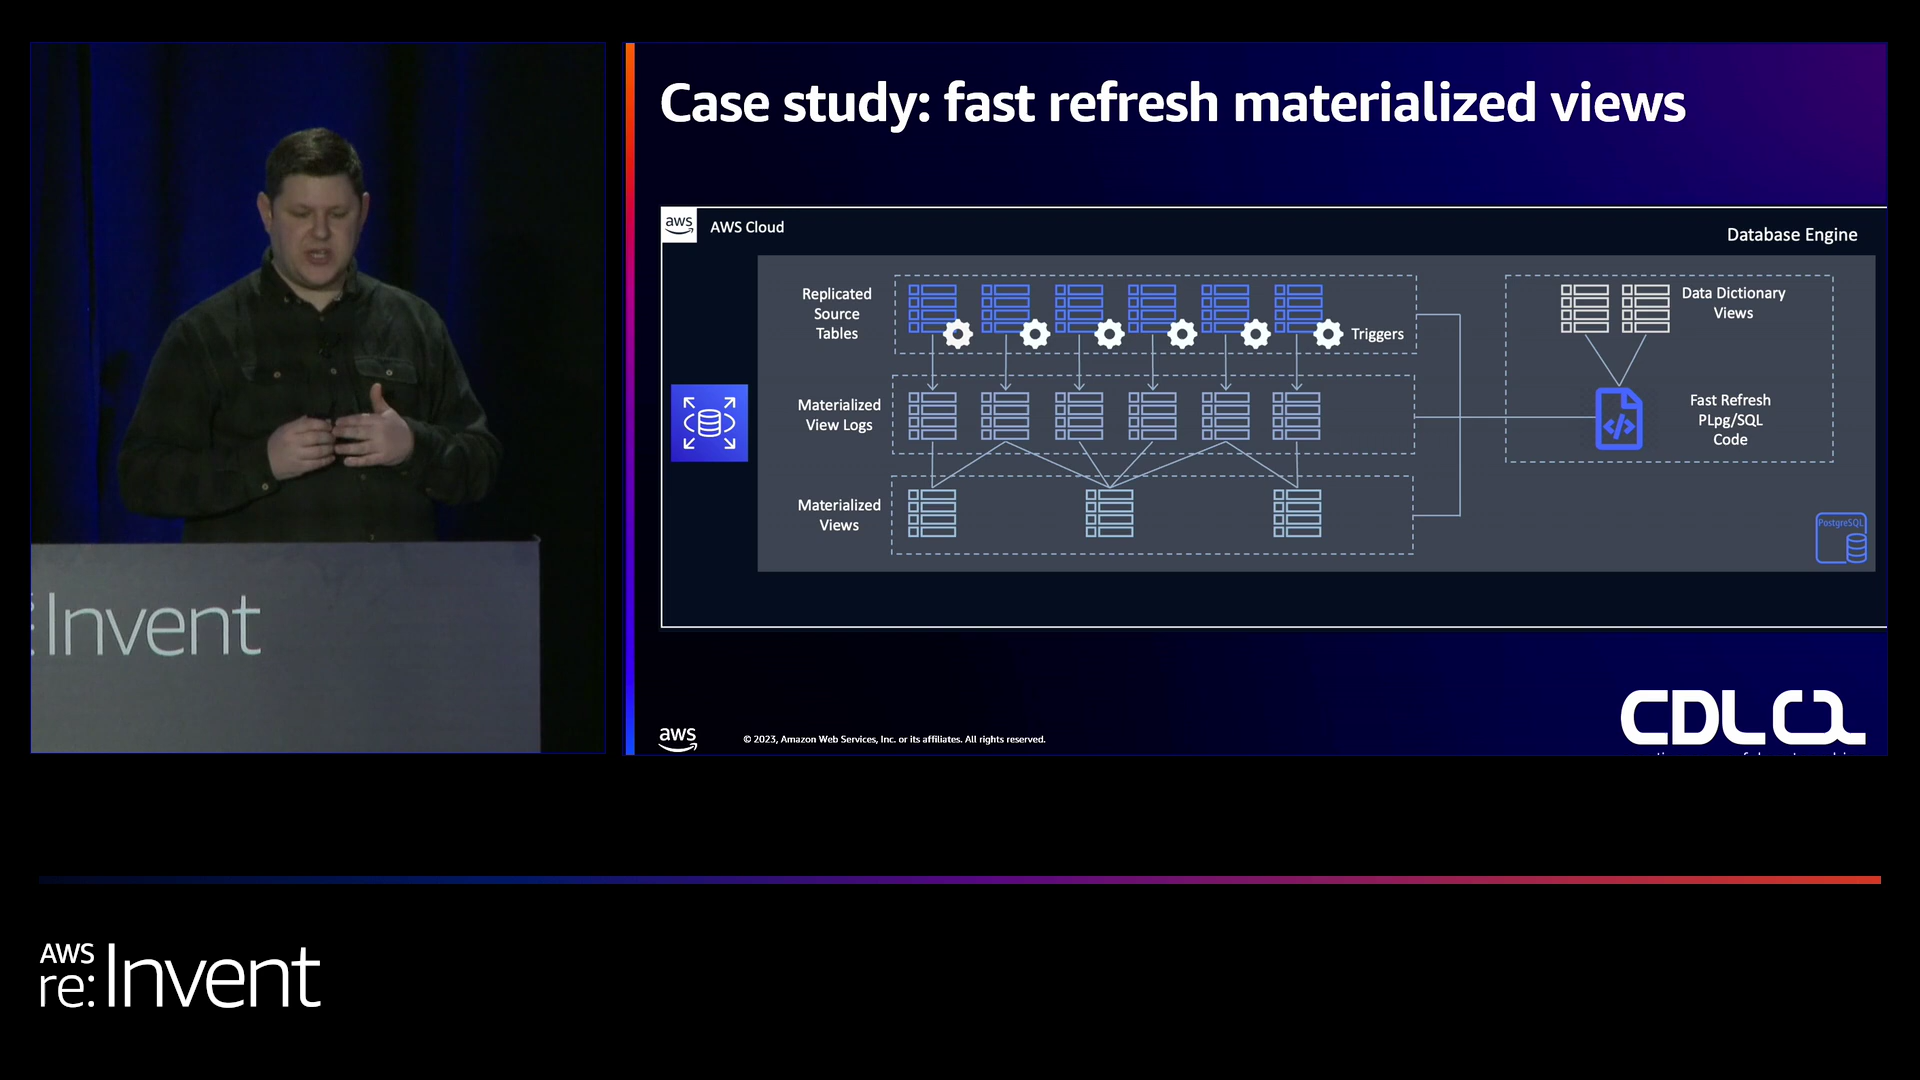 Case study: fast refresh materialized views
aws
AWS Cloud
Database Engine
Replicated
Source
Tables
Triggers
Data Dictionary
Views
Materialized
View Logs
Fast Refresh
PLpg/SQL
Code
Materialized
Views
PostgreSQL
Invent
CDL
aws
© 2023, Amazon Web Services, Inc. or its affiliates. All rights reserved.
AWS
re:Invent